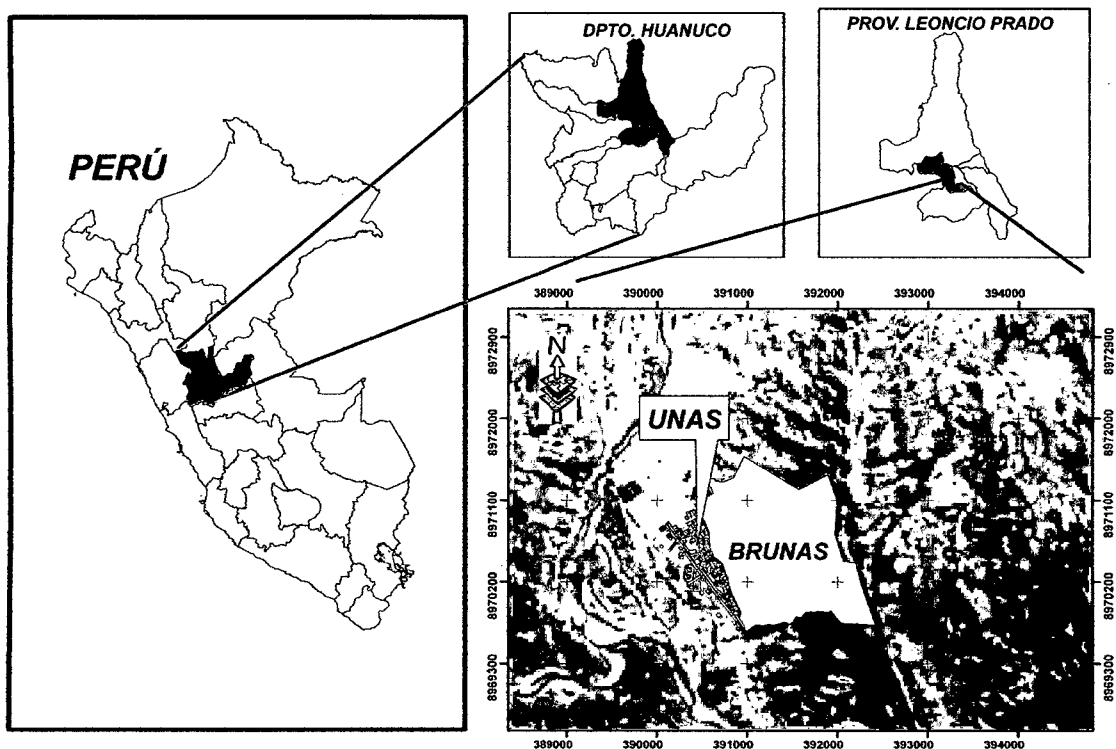 PERÚ
DPTO. HUANUCO
PROV. LEONCIO PRADO
389000 390000 391000 392000 393000 394000
8972900
8972000
8971100
8970200
8969300
N
UNAS
BRUNAS
8972900
8972000
8971100
8970200
8969300
389000 390000 391000 392000 393000 394000